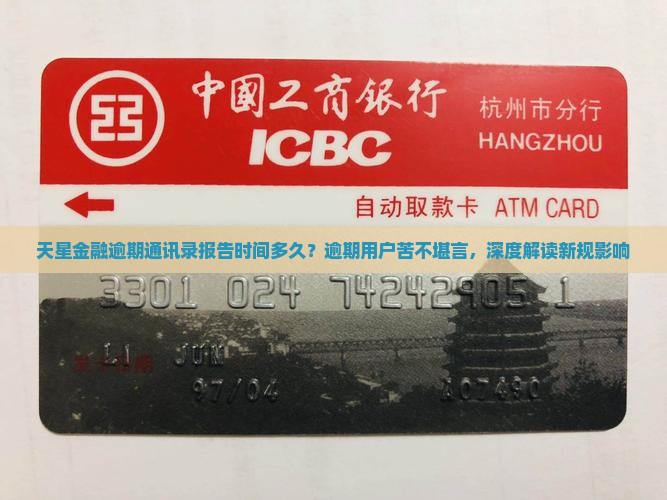 中國工商銀行
ICBC
杭州市分行
HANGZHOU
自动取款卡 ATM CARD
天星金融逾期通讯录报告时间多久？逾期用户苦不堪言，深度解读新规影响
3301 024 74242905 1
LI JUN
97/04
A07490